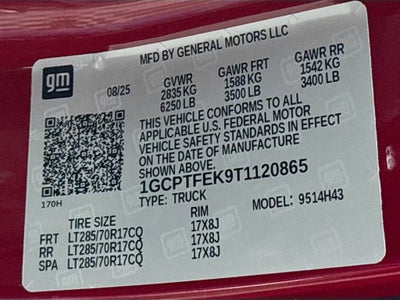 MFD BY GENERAL MOTORS LLC
gm
08/25 GVWR GAWR FRT GAWR RR
2835 KG 1588 KG 1542 KG
6250 LB 3500 LB 3400 LB
THIS VEHICLE CONFORMS TO ALL
APPLICABLE U.S. FEDERAL MOTOR
VEHICLE SAFETY STANDARDS IN EFFECT
ON THE DATE OF MANUFACTURE
SHOWN ABOVE.
1GCPTFEK9T1120865
170H
TYPE: TRUCK MODEL: 9514H43
TIRE SIZE RIM
FRT LT285/70R17CQ 17X8J
RR LT285/70R17CQ 17X8J
SPA LT285/70R17CQ 17X8J